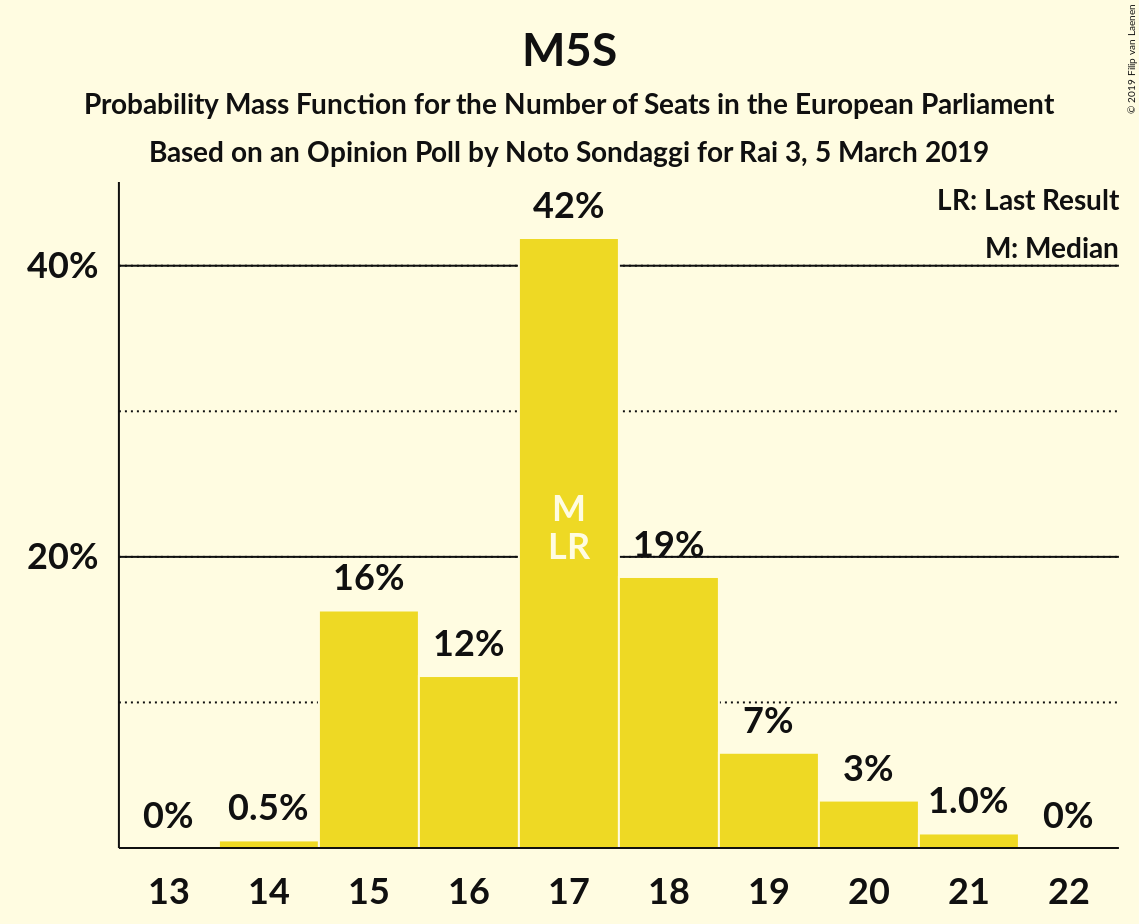 M5S
Probability Mass Function for the Number of Seats in the European Parliament
Based on an Opinion Poll by Noto Sondaggi for Rai 3, 5 March 2019
© 2019 Filip van Laenen
LR: Last Result
M: Median
40%
20%
0%
0.5%
16%
12%
42%
M
LR
19%
7%
3%
1.0%
0%
13 14 15 16 17 18 19 20 21 22